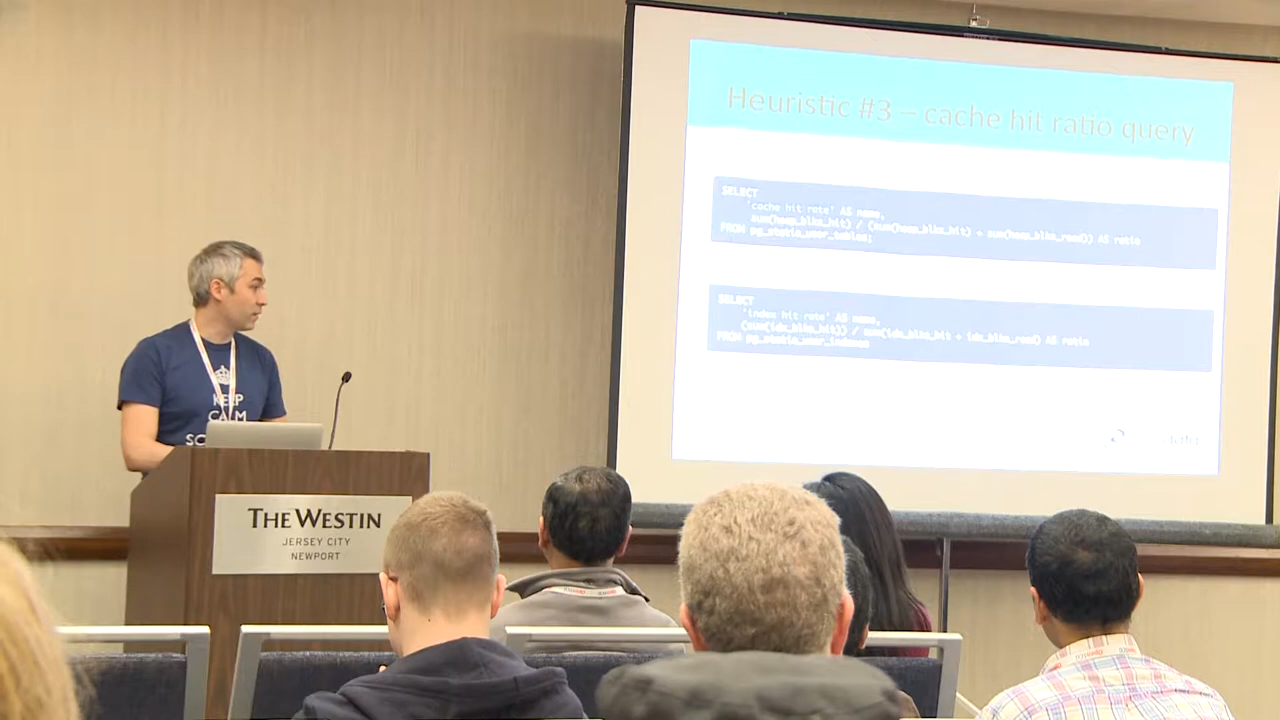 Heuristic #3 – cache hit ratio query
SELECT
'cache hit rate' AS name,
sum(heap_blks_hit) / (sum(heap_blks_hit) + sum(heap_blks_read)) AS ratio
FROM pg_statio_user_tables;
SELECT
'index hit rate' AS name,
(sum(idx_blks_hit)) / sum(idx_blks_hit + idx_blks_read) AS ratio
FROM pg_statio_user_indexes
KEEP
CALM
THE WESTIN
JERSEY CITY
NEWPORT